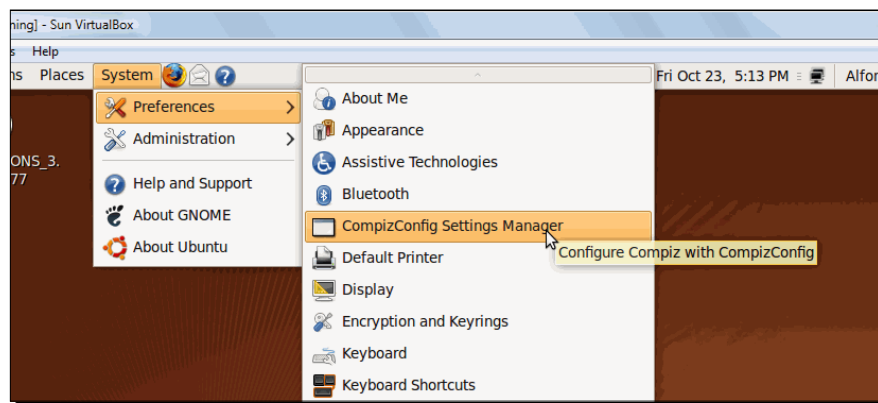 ning] - Sun VirtualBox
s Help
ns Places System Fri Oct 23, 5:13 PM Alfor
ONS_3.
77
Preferences
Administration
Help and Support
About GNOME
About Ubuntu
About Me
Appearance
Assistive Technologies
Bluetooth
CompizConfig Settings Manager
Configure Compiz with CompizConfig
Default Printer
Display
Encryption and Keyrings
Keyboard
Keyboard Shortcuts